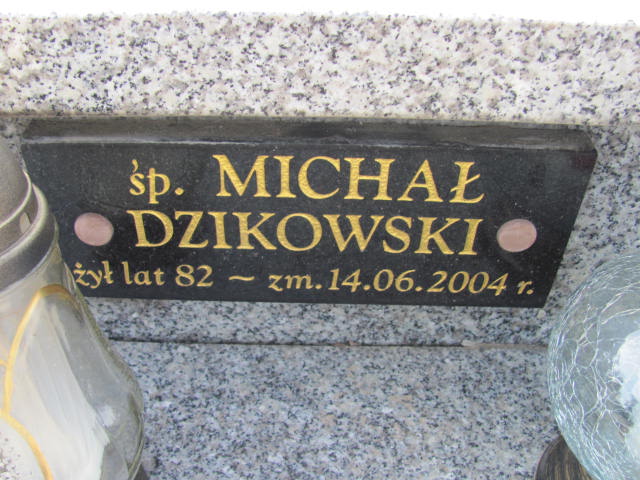 śp. MICHAŁ
DZIKOWSKI
żył lat 82 ~ zm. 14.06.2004 r.